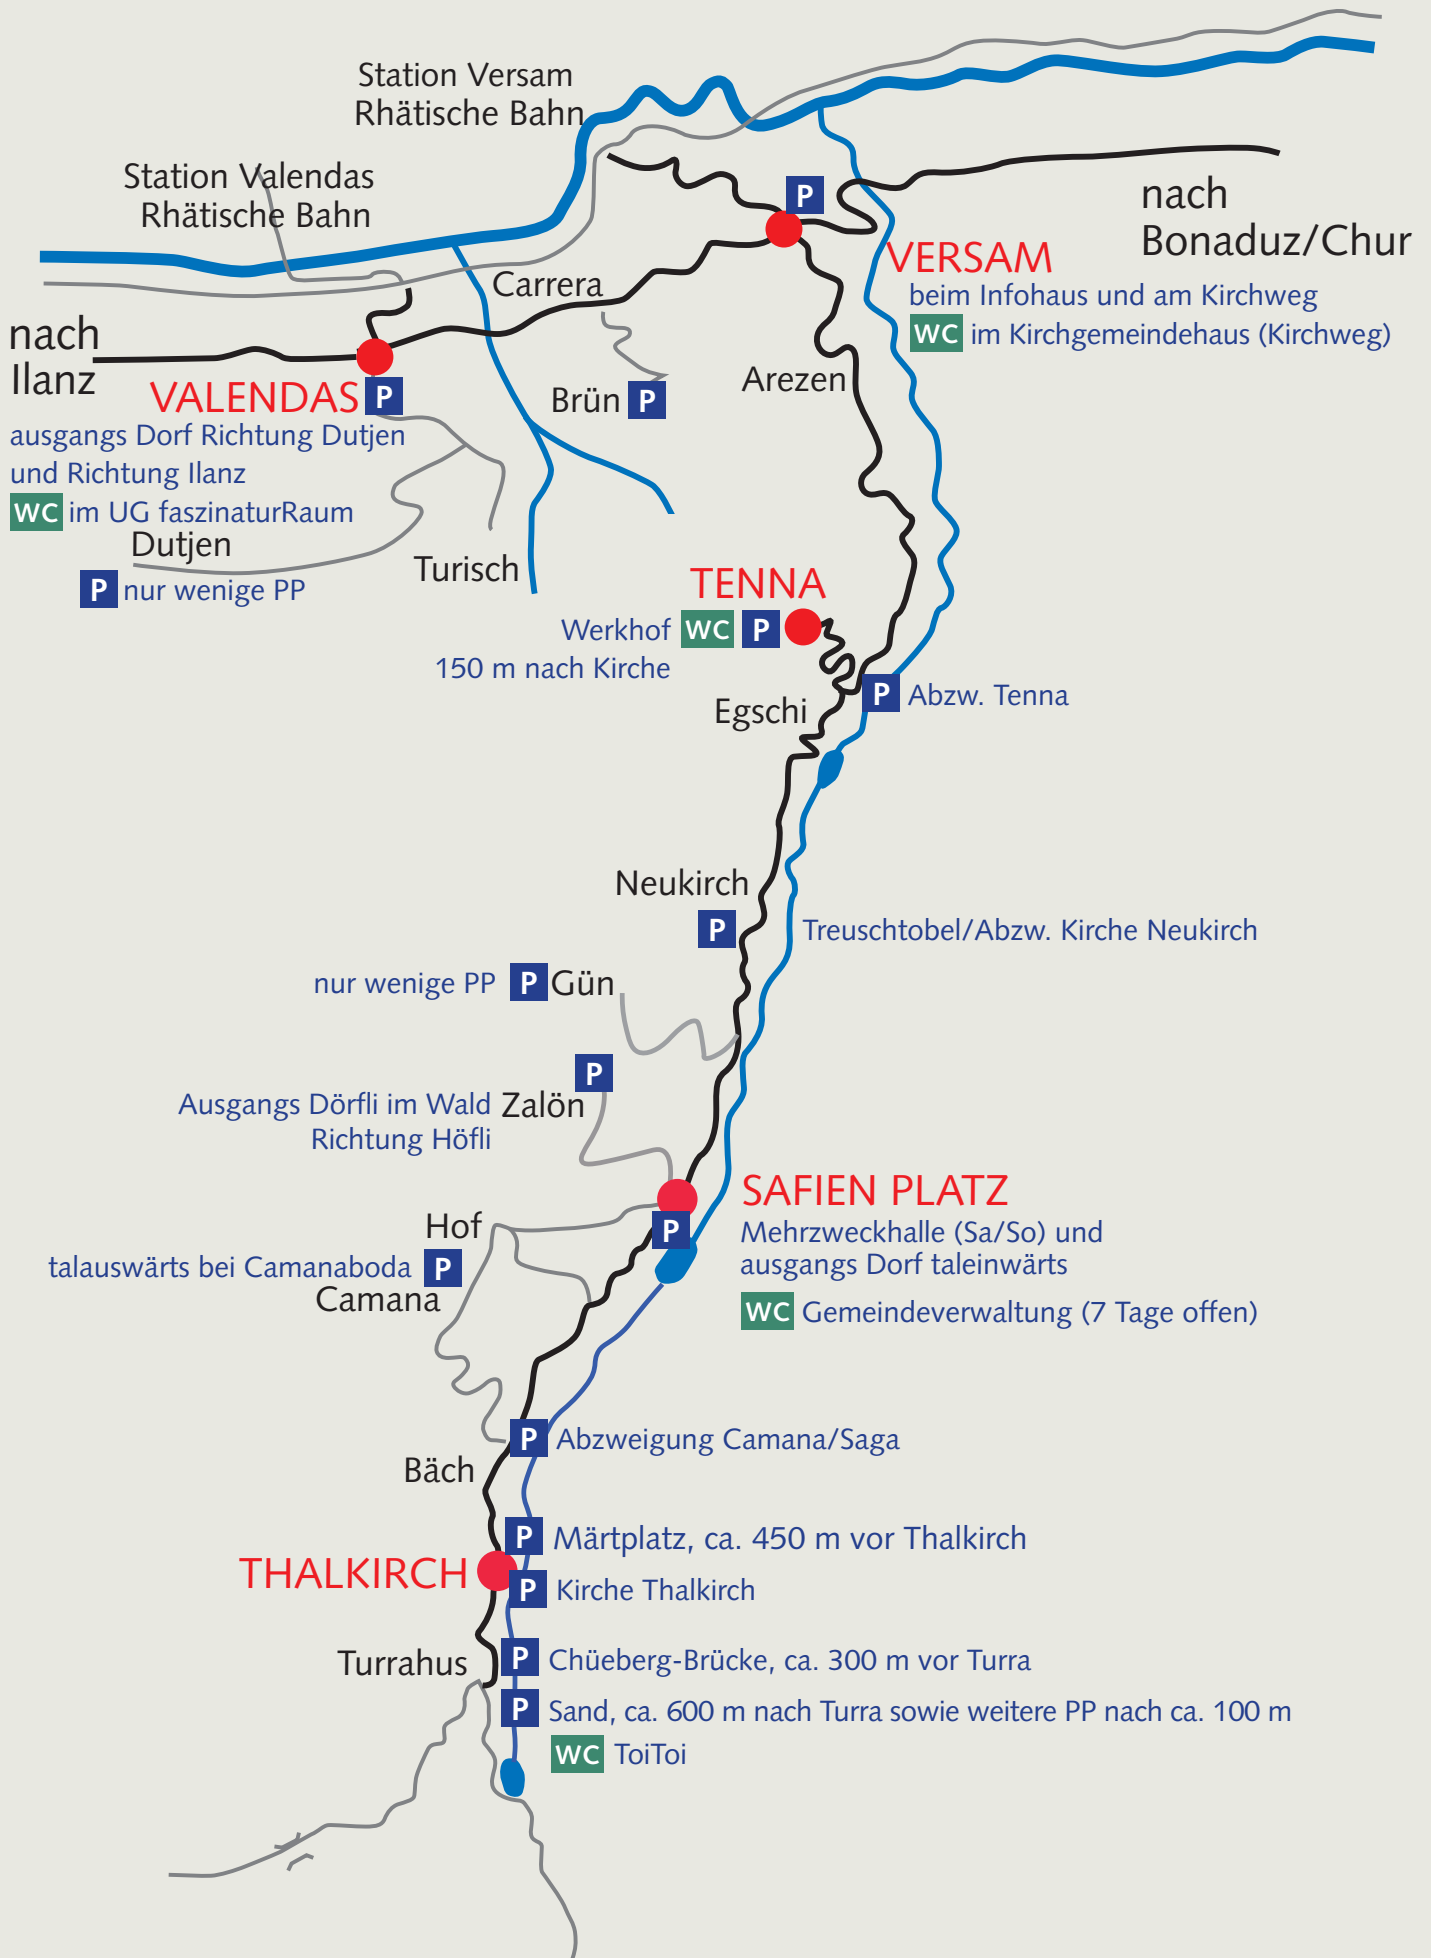 Station Versam
Rhätische Bahn
Station Valendas
Rhätische Bahn
P
nach
Bonaduz/Chur
VERSAM
beim Infohaus und am Kirchweg
WC im Kirchgemeindehaus (Kirchweg)
Carrera
nach
Ilanz
VALENDAS P
ausgangs Dorf Richtung Dutjen
und Richtung Ilanz
WC im UG faszinaturRaum
Dutjen
P nur wenige PP
Brün P
Arezen
Turisch
TENNA
Werkhof WC P
150 m nach Kirche
P Abzw. Tenna
Egschi
Neukirch
P Treuschtobel/Abzw. Kirche Neukirch
nur wenige PP P Gün
P
Ausgangs Dörfli im Wald Zalön
Richtung Höfli
SAFIEN PLATZ
P Mehrzweckhalle (Sa/So) und
ausgangs Dorf taleinwärts
WC Gemeindeverwaltung (7 Tage offen)
Hof
talauswärts bei Camanaboda P
Camana
P Abzweigung Camana/Saga
Bäch
P Märtplatz, ca. 450 m vor Thalkirch
THALKIRCH
P Kirche Thalkirch
Turrahus
P Chüeberg-Brücke, ca. 300 m vor Turra
P Sand, ca. 600 m nach Turra sowie weitere PP nach ca. 100 m
WC ToiToi